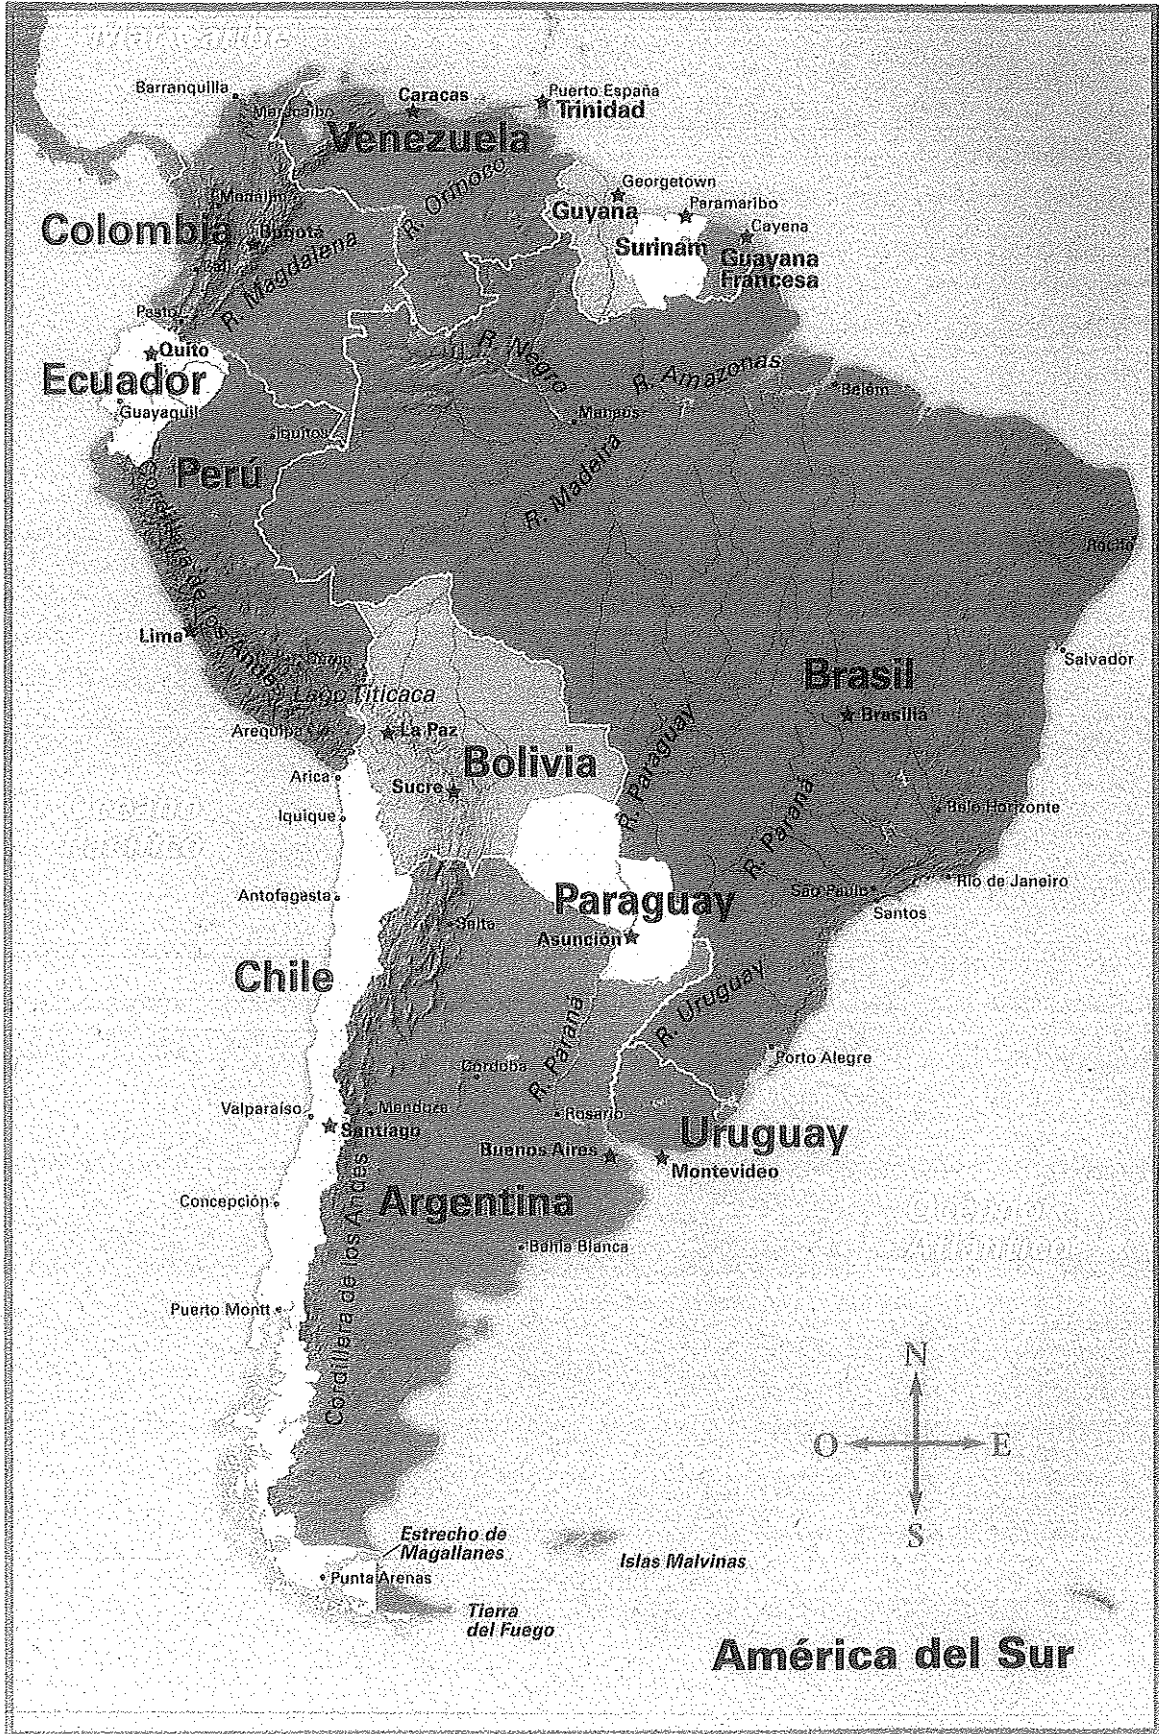 Mar Caribe
Barranquilla
Maracaibo
Caracas
Puerto España
Trinidad
Venezuela
Medellín
R. Orinoco
Georgetown
Guyana
Paramaribo
Surinam
Cayena
Guayana
Francesa
Colombia
Bogotá
Cali
R. Magdalena
Pasto
Quito
Ecuador
Guayaquil
R. Negro
R. Amazonas
Belém
Manaus
Iquitos
Perú
R. Madeira
Cordillera de los Andes
Lima
Lago Titicaca
Brasil
Salvador
Brasilia
Arequipa
La Paz
Bolivia
R. Paraguay
Arica
Sucre
Iquique
R. Paraná
Belo Horizonte
Antofagasta
Paraguay
São Paulo
Rio de Janeiro
Santos
Salta
Asunción
Chile
R. Uruguay
R. Paraná
Córdoba
Porto Alegre
Valparaíso
Mendoza
Rosario
Santiago
Uruguay
Buenos Aires
Montevideo
Concepción
Argentina
Bahía Blanca
Cordillera de los Andes
Puerto Montt
N
O
E
S
Estrecho de
Magallanes
Islas Malvinas
Punta Arenas
Tierra
del Fuego
América del Sur